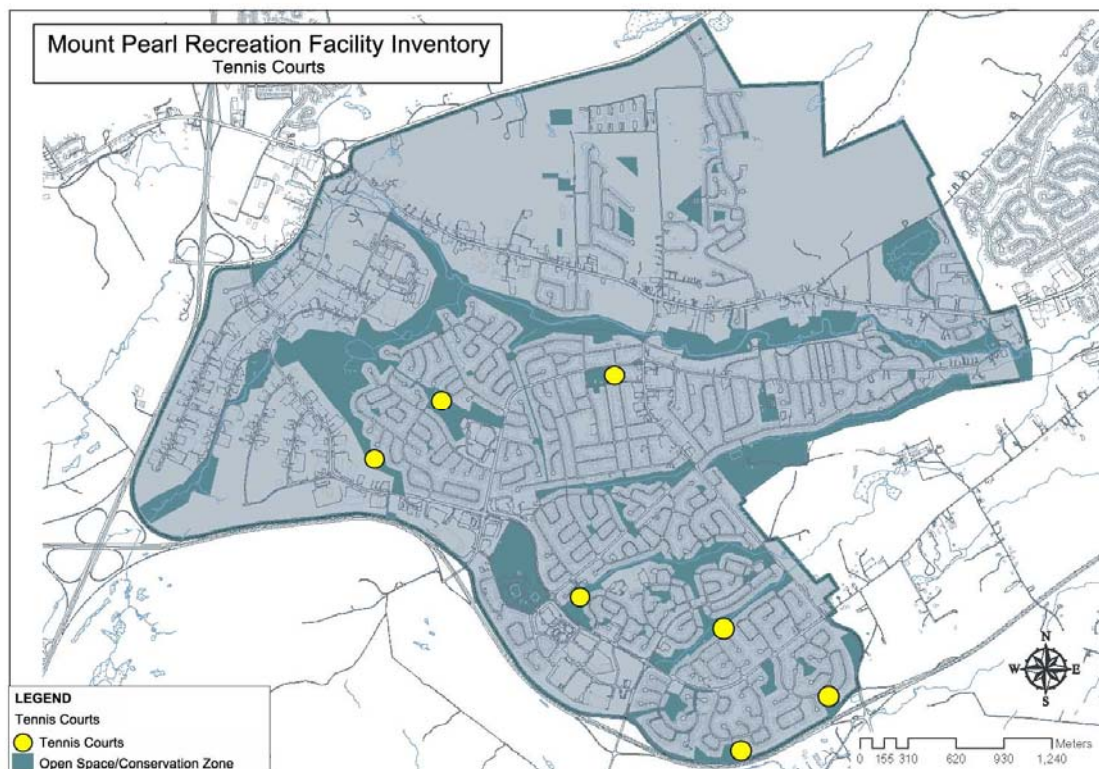 Mount Pearl Recreation Facility Inventory
Tennis Courts
N
W E
S
LEGEND
Tennis Courts
Tennis Courts
Open Space/Conservation Zone
Meters
0 155 310 620 930 1,240